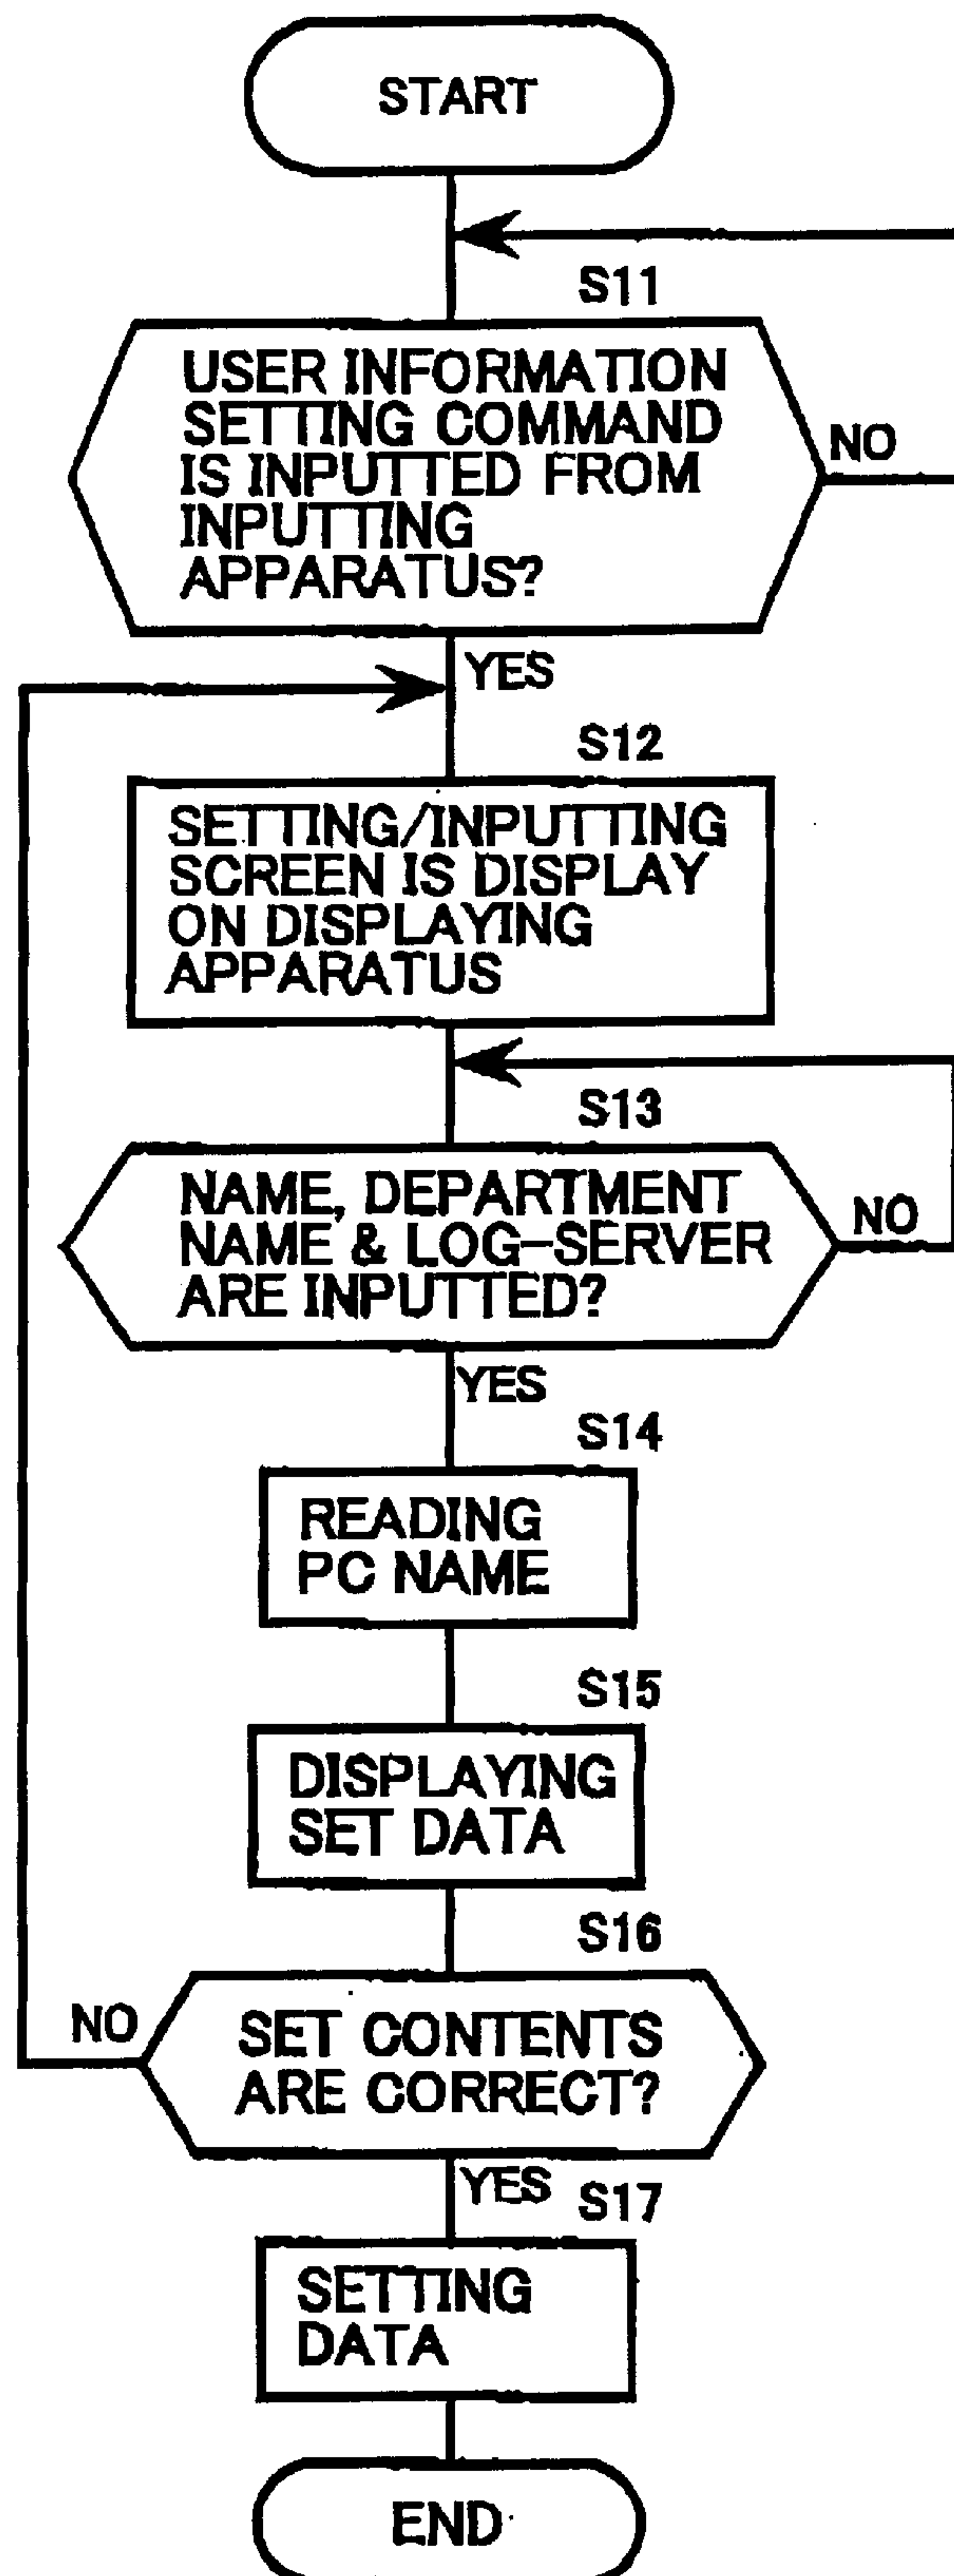 START
S11
USER INFORMATION
SETTING COMMAND
IS INPUTTED FROM
INPUTTING
APPARATUS?
NO
YES
S12
SETTING/INPUTTING
SCREEN IS DISPLAY
ON DISPLAYING
APPARATUS
S13
NAME, DEPARTMENT
NAME & LOG-SERVER
ARE INPUTTED?
NO
YES
S14
READING
PC NAME
S15
DISPLAYING
SET DATA
S16
NO
SET CONTENTS
ARE CORRECT?
YES
S17
SETTING
DATA
END